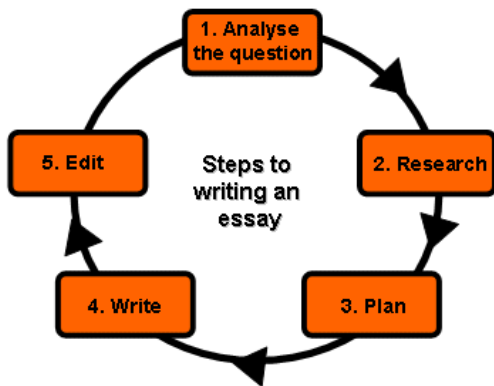 1. Analyse
the question
2. Research
3. Plan
4. Write
5. Edit
Steps to
writing an
essay